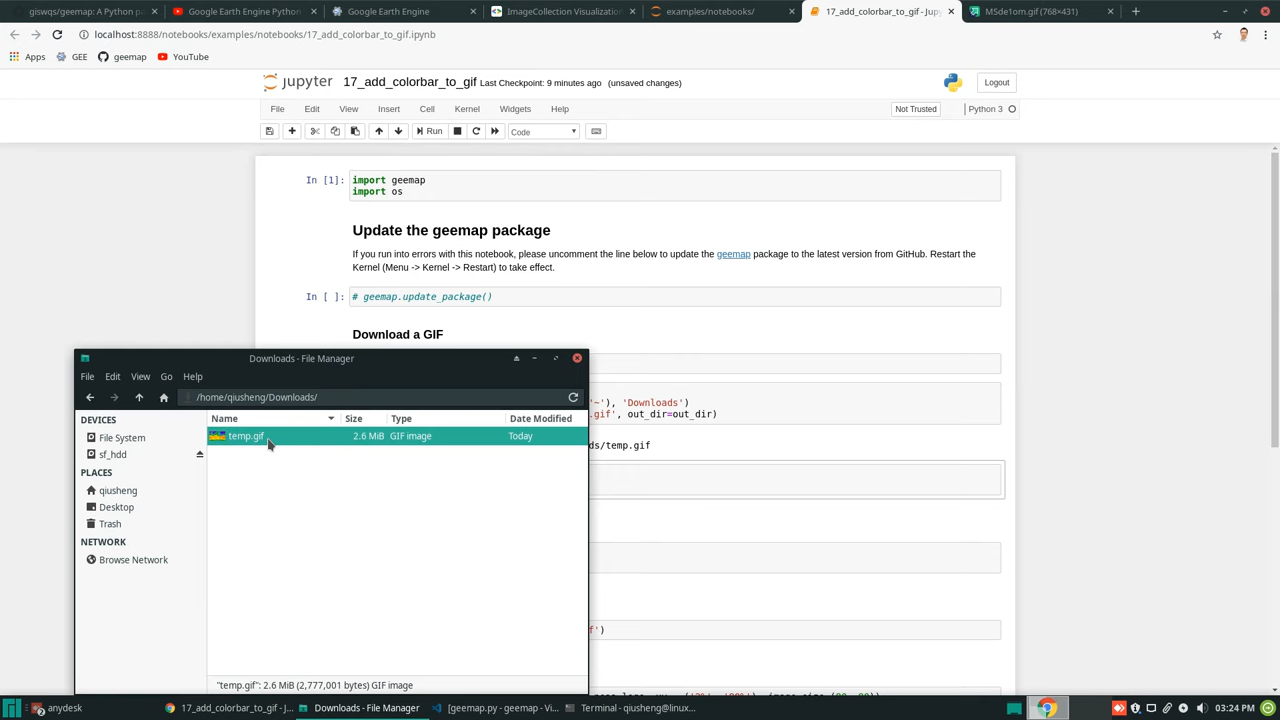 giswqs/geemap: A Python pa
Google Earth Engine Python
Google Earth Engine
ImageCollection Visualization
examples/notebooks/
17_add_colorbar_to_gif - Jup
MSde1om.gif (768×431)
localhost:8888/notebooks/examples/notebooks/17_add_colorbar_to_gif.ipynb
Apps GEE geemap YouTube
jupyter 17_add_colorbar_to_gif Last Checkpoint: 9 minutes ago (unsaved changes) Logout
File Edit View Insert Cell Kernel Widgets Help Not Trusted Python 3
Run Code
In [1]: import geemap
import os
Update the geemap package
If you run into errors with this notebook, please uncomment the line below to update the geemap package to the latest version from GitHub. Restart the
Kernel (Menu -> Kernel -> Restart) to take effect.
In [ ]: # geemap.update_package()
Download a GIF
Downloads - File Manager
File Edit View Go Help
/home/qiusheng/Downloads/
DEVICES
File System
sf_hdd
PLACES
qiusheng
Desktop
Trash
NETWORK
Browse Network
Name Size Type Date Modified
temp.gif 2.6 MiB GIF image Today
"temp.gif": 2.6 MiB (2,777,001 bytes) GIF image
'~'), 'Downloads')
.gif', out_dir=out_dir)
ds/temp.gif
f')
anydesk
17_add_colorbar_to_gif - J...
Downloads - File Manager
[geemap.py - geemap - Vi...
Terminal - qiusheng@linux...
03:24 PM